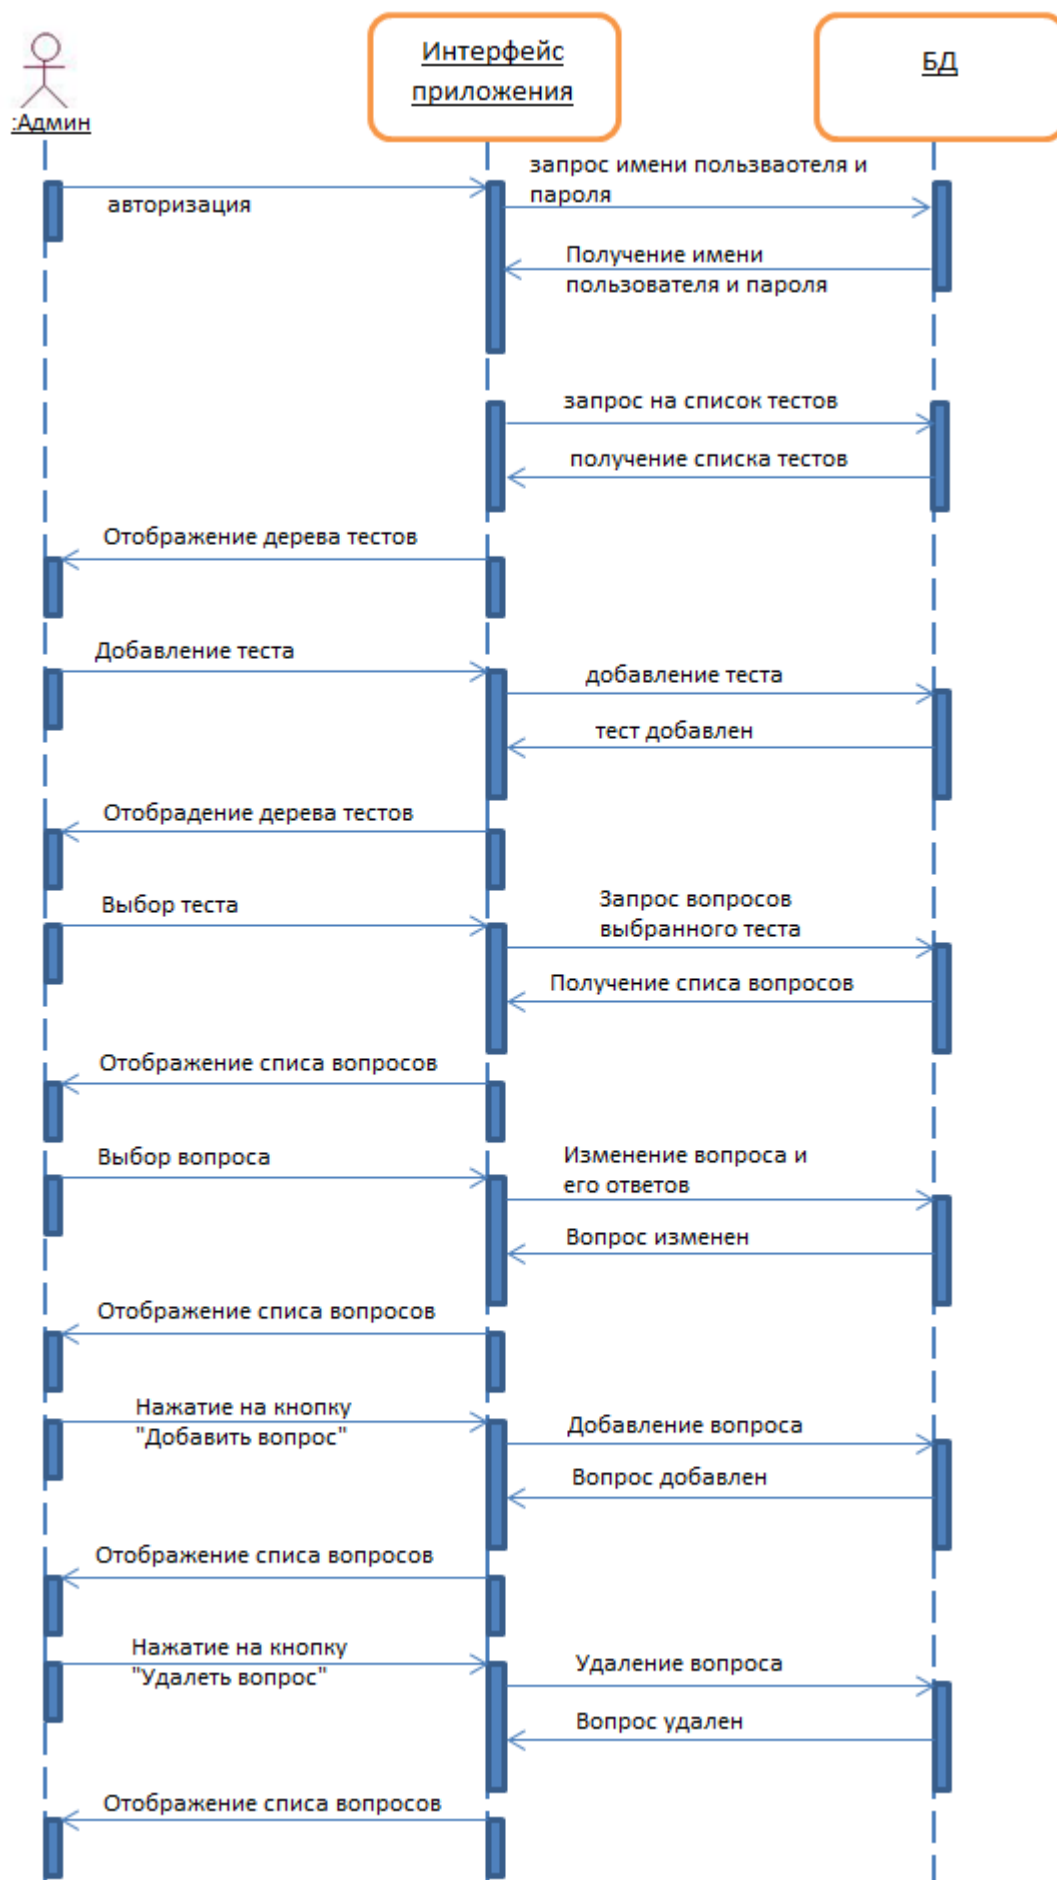 :Админ
Интерфейс
приложения
БД
авторизация
запрос имени пользваотеля и
пароля
Получение имени
пользователя и пароля
запрос на список тестов
получение списка тестов
Отображение дерева тестов
Добавление теста
добавление теста
тест добавлен
Отобрадение дерева тестов
Выбор теста
Запрос вопросов
выбранного теста
Получение списа вопросов
Отображение списа вопросов
Выбор вопроса
Изменение вопроса и
его ответов
Вопрос изменен
Отображение списа вопросов
Нажатие на кнопку
"Добавить вопрос"
Добавление вопроса
Вопрос добавлен
Отображение списа вопросов
Нажатие на кнопку
"Удалеть вопрос"
Удаление вопроса
Вопрос удален
Отображение списа вопросов